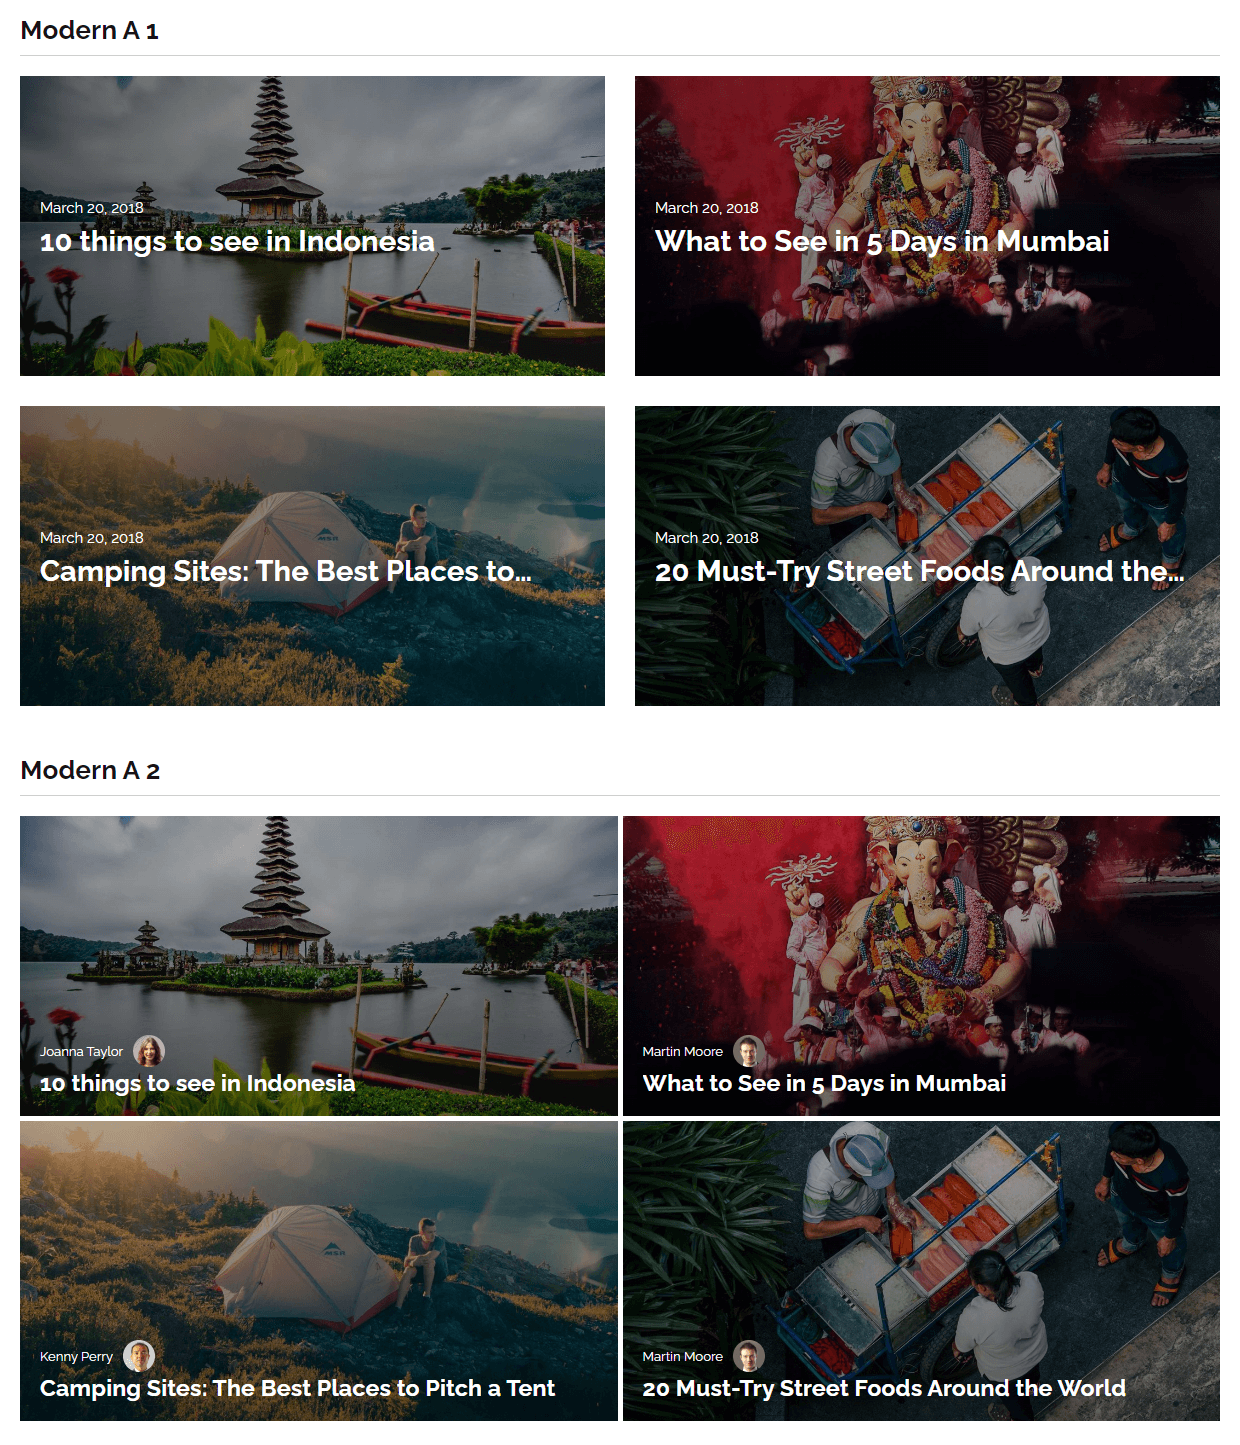 Modern A 1
March 20, 2018
10 things to see in Indonesia
March 20, 2018
What to See in 5 Days in Mumbai
March 20, 2018
Camping Sites: The Best Places to...
March 20, 2018
20 Must-Try Street Foods Around the...
Modern A 2
Joanna Taylor
10 things to see in Indonesia
Martin Moore
What to See in 5 Days in Mumbai
Kenny Perry
Camping Sites: The Best Places to Pitch a Tent
Martin Moore
20 Must-Try Street Foods Around the World